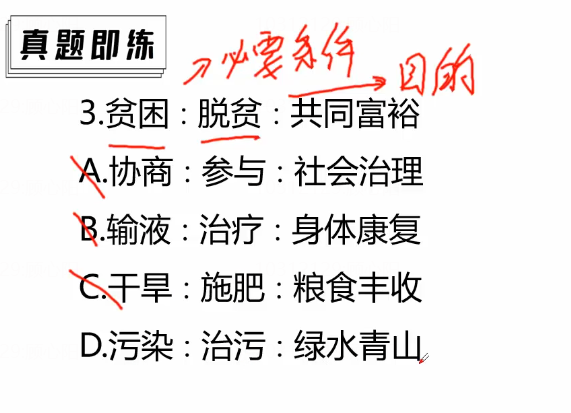 真题即练
→必要条件→目的
3.贫困：脱贫：共同富裕
A.协商：参与：社会治理
B.输液：治疗：身体康复
C.干旱：施肥：粮食丰收
D.污染：治污：绿水青山